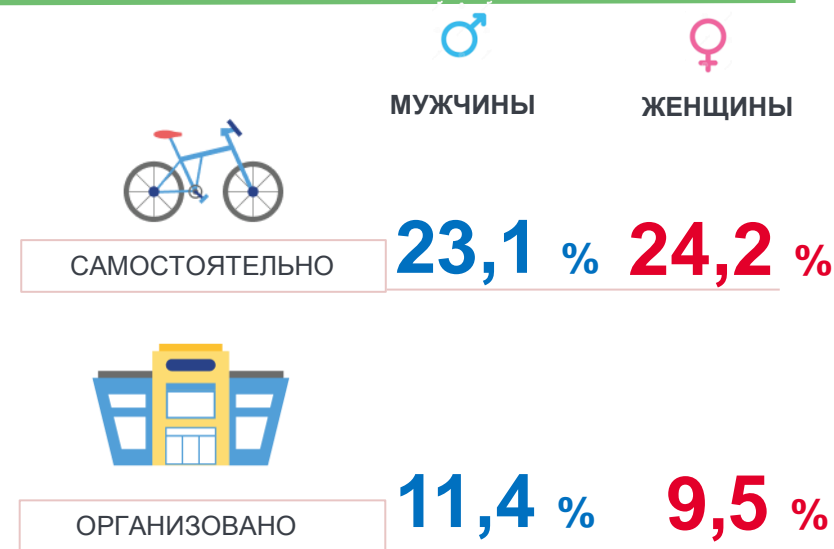 МУЖЧИНЫ ЖЕНЩИНЫ
САМОСТОЯТЕЛЬНО 23,1 % 24,2 %
ОРГАНИЗОВАНО 11,4 % 9,5 %